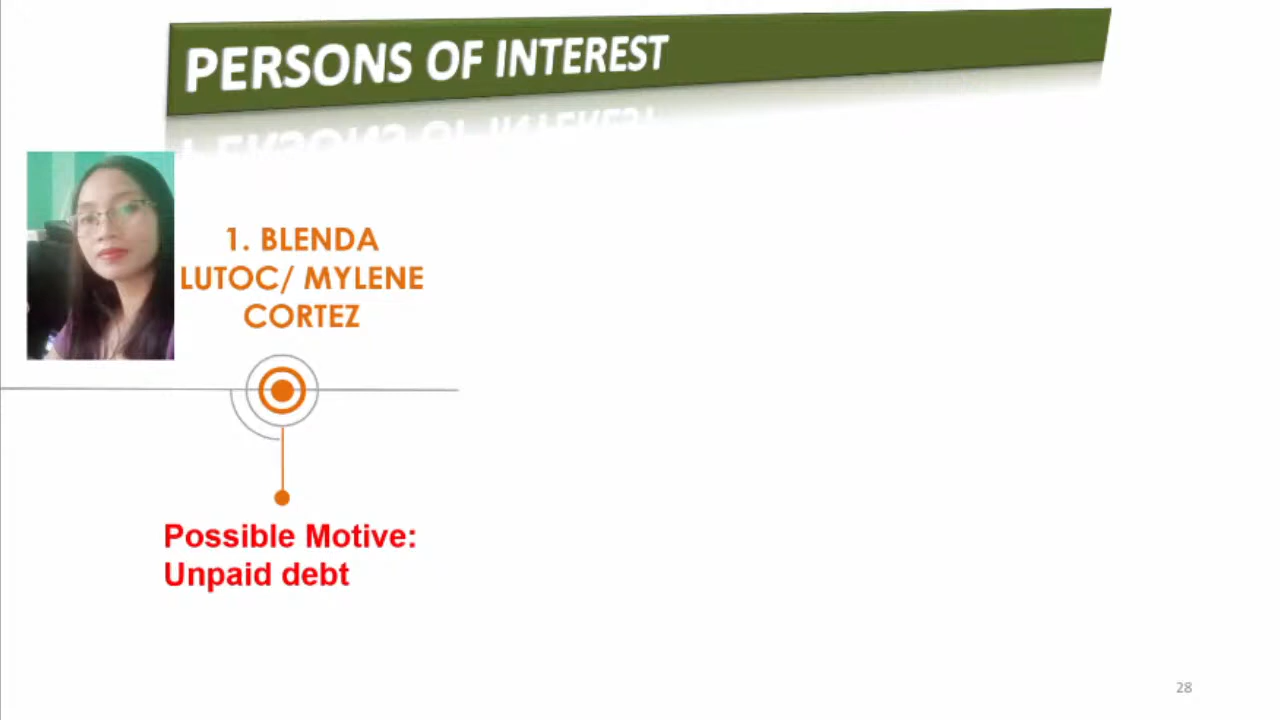 PERSONS OF INTEREST
1. BLENDA
LUTOC/ MYLENE
CORTEZ
Possible Motive:
Unpaid debt
28